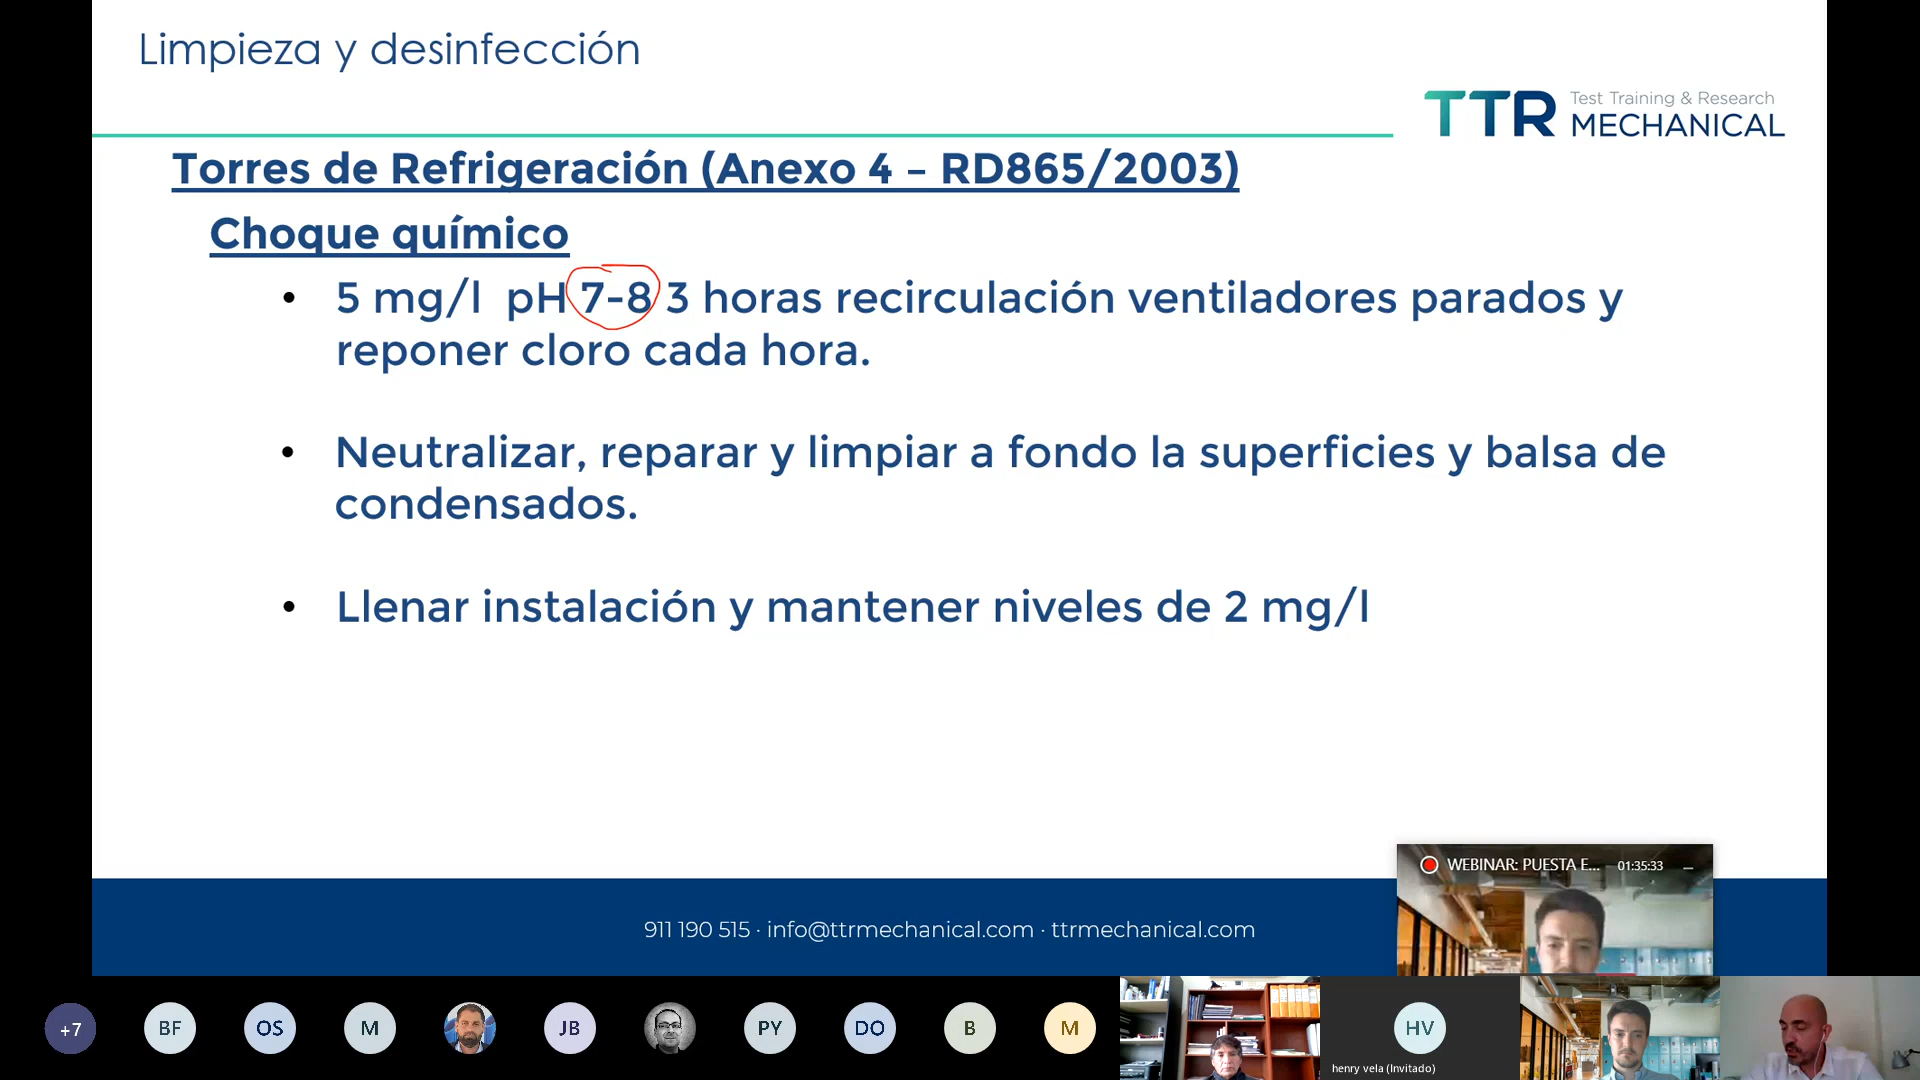 Limpieza y desinfección
TTR Test Training & Research
MECHANICAL
Torres de Refrigeración (Anexo 4 – RD865/2003)
Choque químico
• 5 mg/l pH 7-8 3 horas recirculación ventiladores parados y
reponer cloro cada hora.
• Neutralizar, reparar y limpiar a fondo la superficies y balsa de
condensados.
• Llenar instalación y mantener niveles de 2 mg/l
WEBINAR: PUESTA E... 01:35:33
911 190 515 · info@ttrmechanical.com · ttrmechanical.com
+7 BF OS M JB PY DO B M HV
henry vela (Invitado)